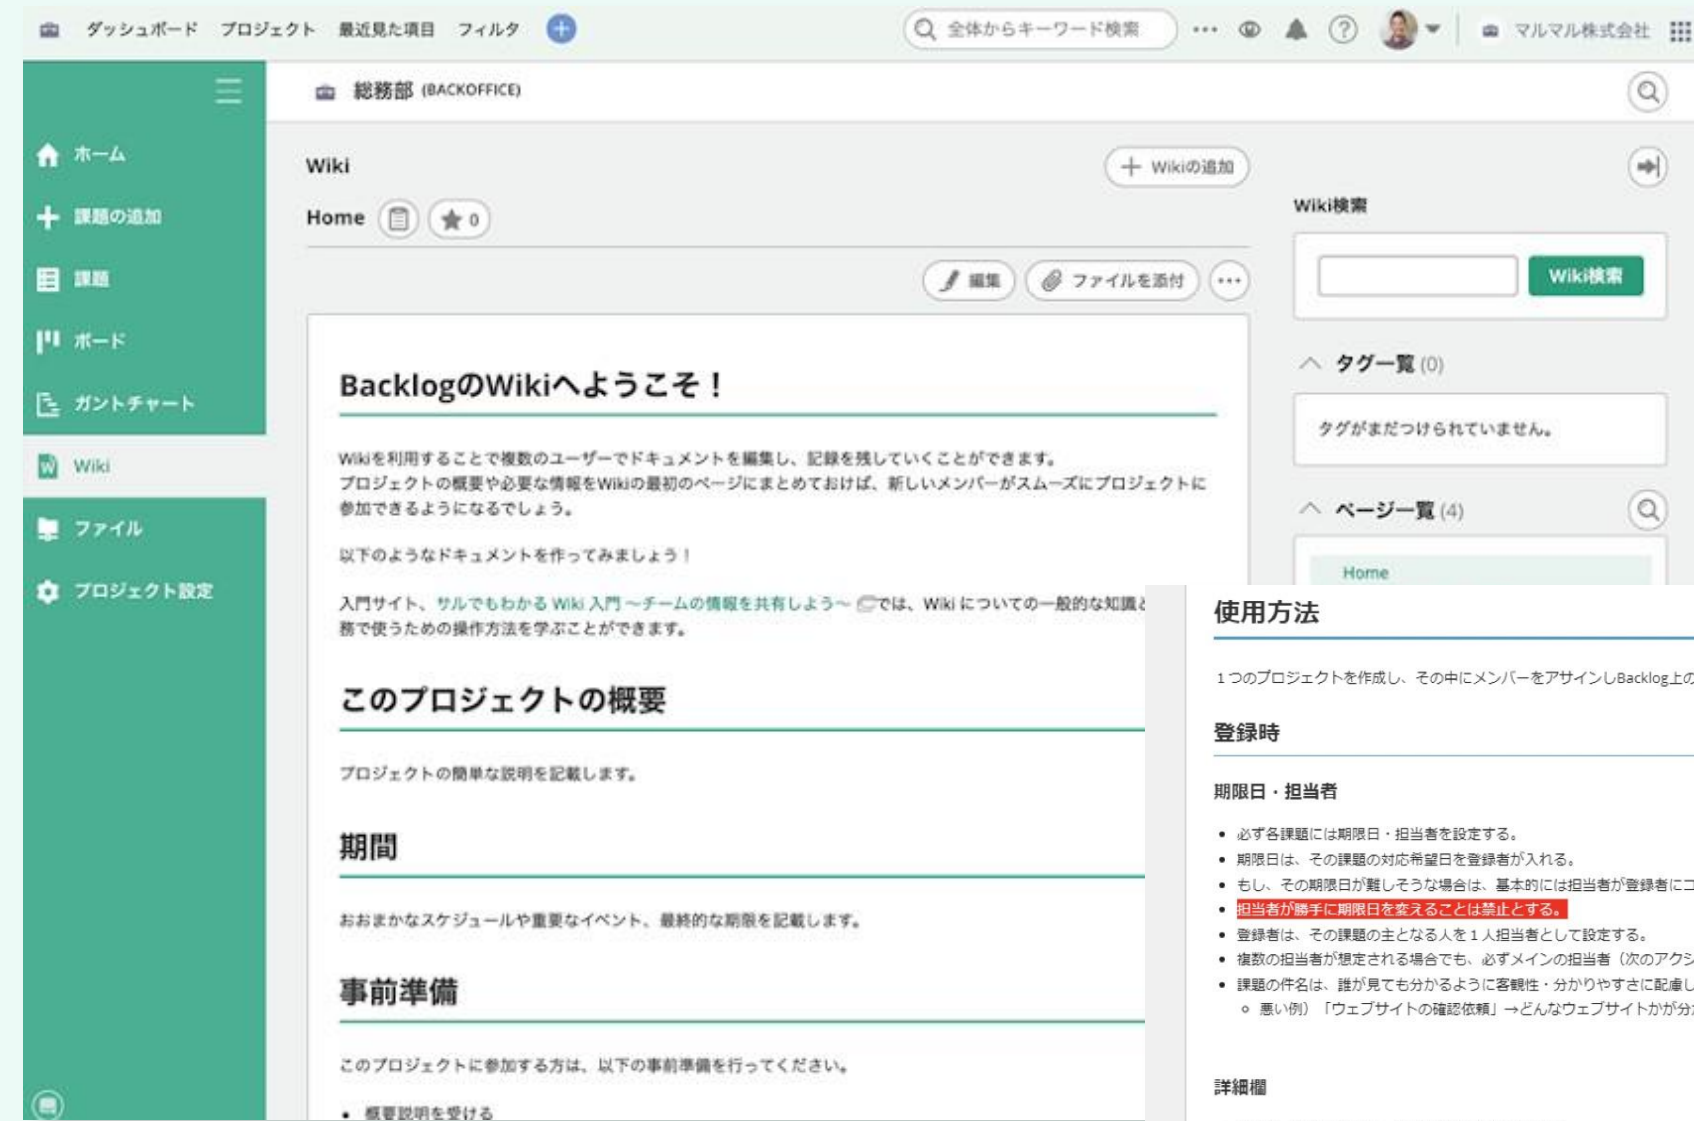 ダッシュボード プロジェクト 最近見た項目 フィルタ
全体からキーワード検索
マルマル株式会社
総務部 (BACKOFFICE)
ホーム
課題の追加
課題
ボード
ガントチャート
Wiki
ファイル
プロジェクト設定
Wiki
Wikiの追加
Home
0
編集
ファイルを添付
BacklogのWikiへようこそ！
Wikiを利用することで複数のユーザーでドキュメントを編集し、記録を残していくことができます。
プロジェクトの概要や必要な情報をWikiの最初のページにまとめておけば、新しいメンバーがスムーズにプロジェクトに
参加できるようになるでしょう。
以下のようなドキュメントを作ってみましょう！
入門サイト、サルでもわかる Wiki 入門 〜チームの情報を共有しよう〜 では、Wiki についての一般的な知識と
務で使うための操作方法を学ぶことができます。
このプロジェクトの概要
プロジェクトの簡単な説明を記載します。
期間
おおまかなスケジュールや重要なイベント、最終的な期限を記載します。
事前準備
このプロジェクトに参加する方は、以下の事前準備を行ってください。
• 概要説明を受ける
Wiki検索
Wiki検索
タグ一覧 (0)
タグがまだつけられていません。
ページ一覧 (4)
Home
使用方法
１つのプロジェクトを作成し、その中にメンバーをアサインしBacklog上の
登録時
期限日・担当者
• 必ず各課題には期限日・担当者を設定する。
• 期限日は、その課題の対応希望日を登録者が入れる。
• もし、その期限日が難しそうな場合は、基本的には担当者が登録者にコ
• 担当者が勝手に期限日を変えることは禁止とする。
• 登録者は、その課題の主となる人を１人担当者として設定する。
• 複数の担当者が想定される場合でも、必ずメインの担当者（次のアクシ
• 課題の件名は、誰が見ても分かるように客観性・分かりやすさに配慮し
◦ 悪い例）「ウェブサイトの確認依頼」→どんなウェブサイトかが分
詳細欄